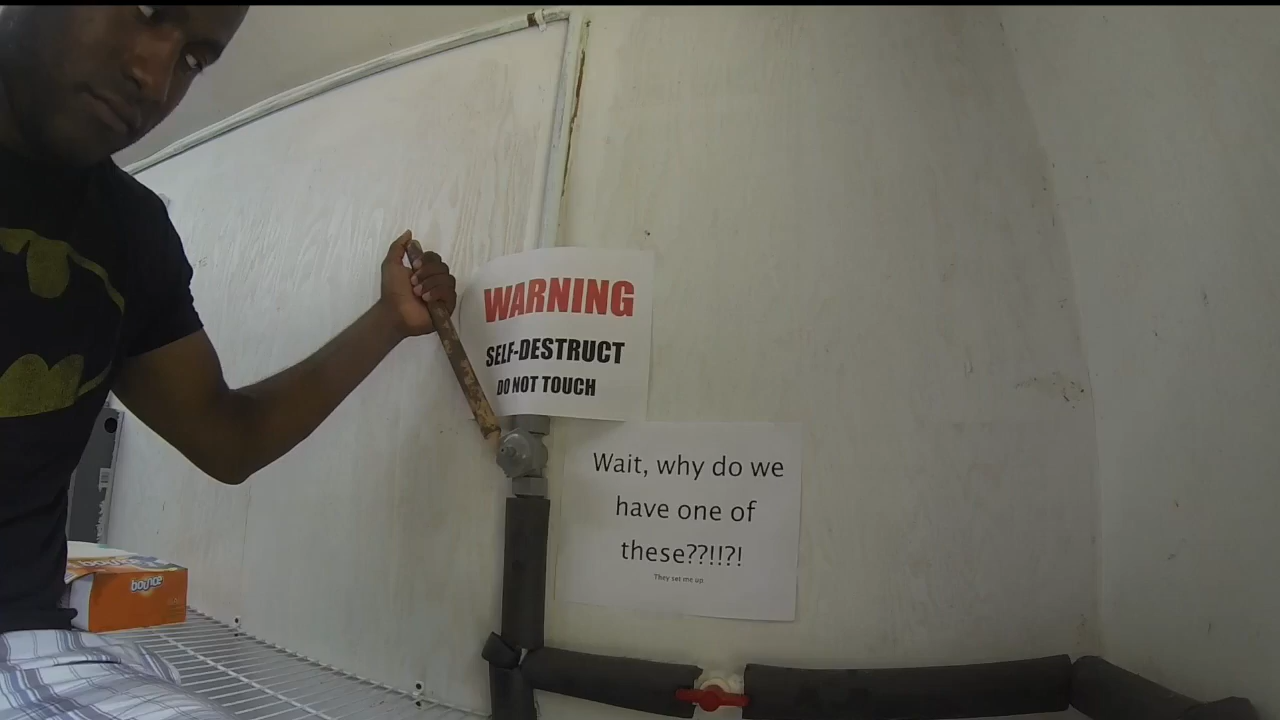 WARNING
SELF-DESTRUCT
DO NOT TOUCH
Wait, why do we
have one of
these??!!?!
They set me up
bounce